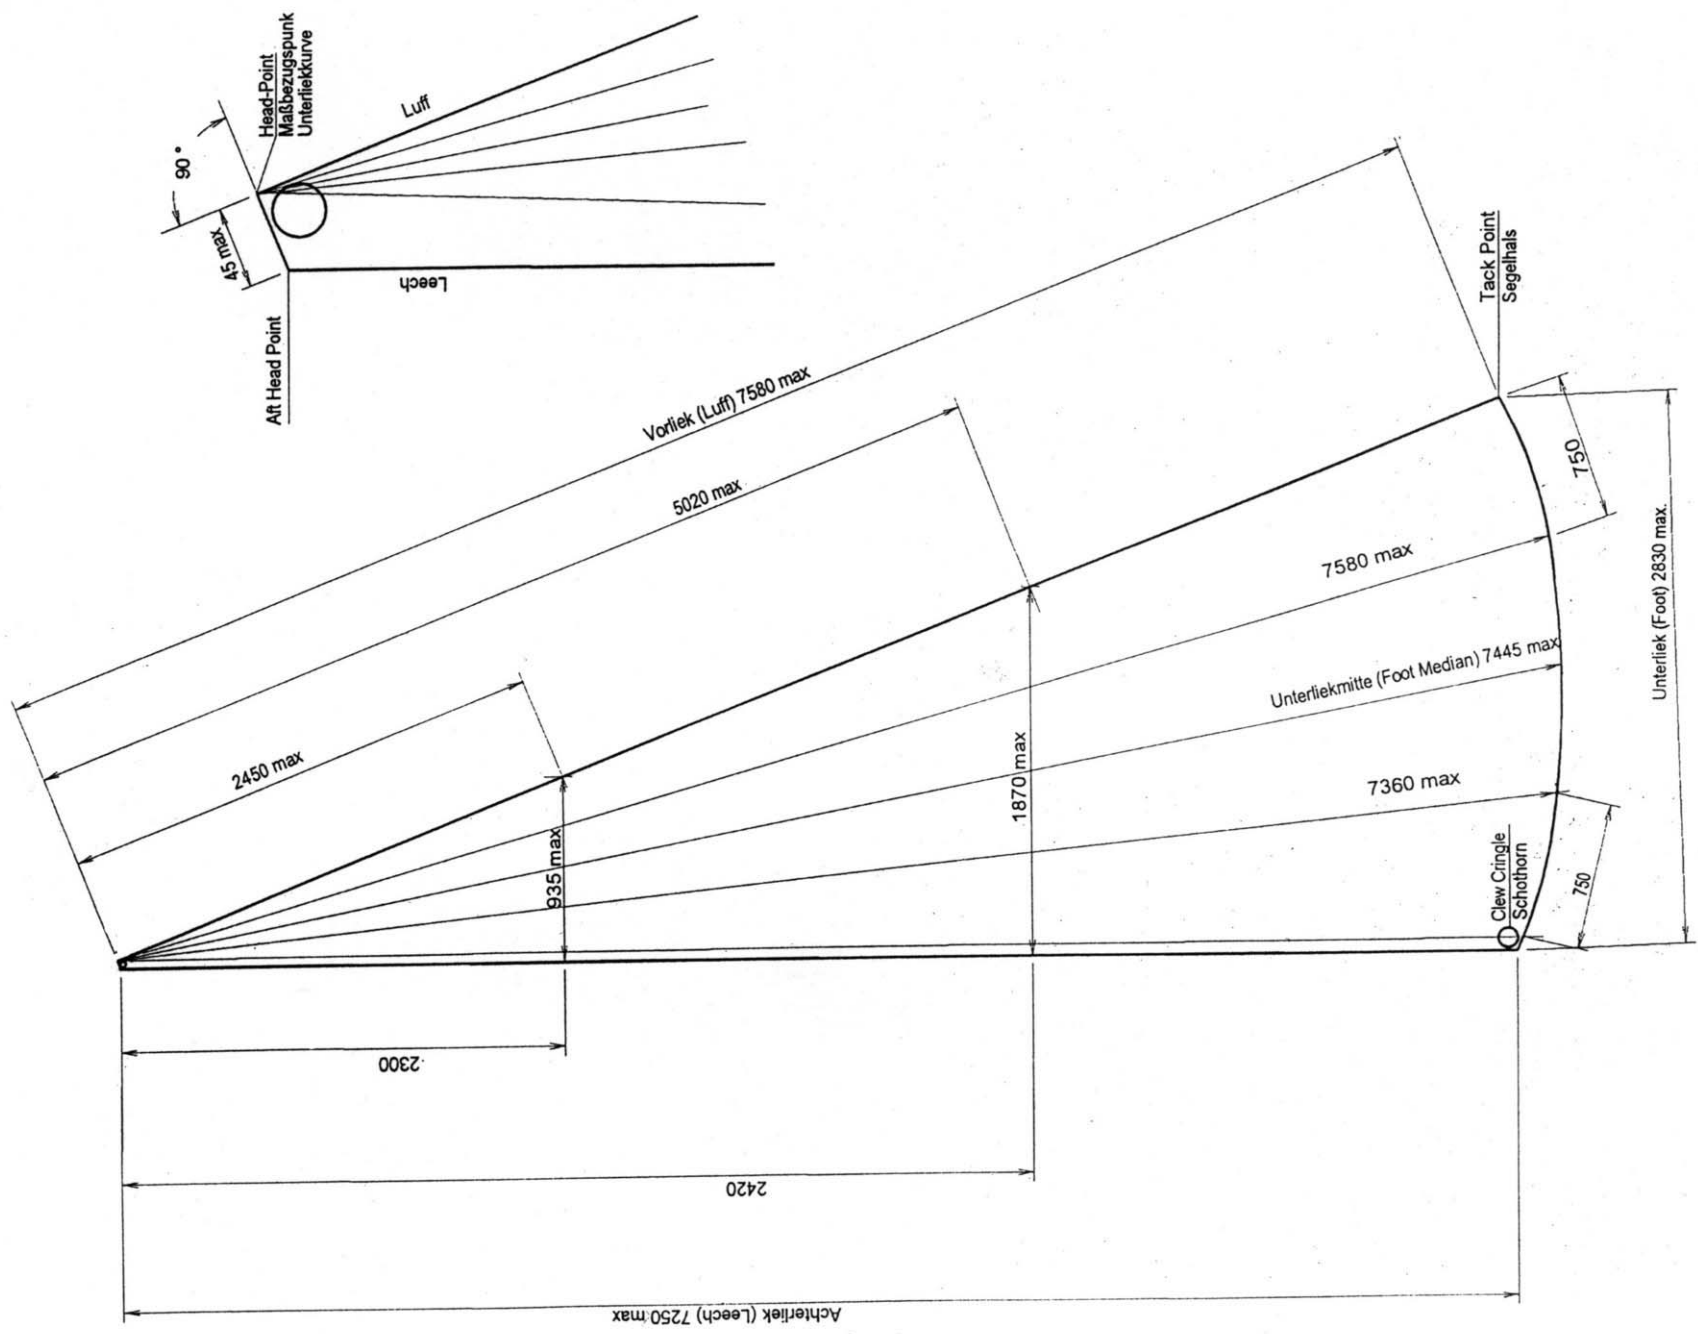 90 °
Head-Point
Maßbezugspunk
Unterliekkurve
Luff
45 max
Leech
Aft Head Point
Vorliek (Luff) 7580 max
5020 max
2450 max
Tack Point
Segelhals
750
7580 max
Unterliekmitte (Foot Median) 7445 max
Unterliek (Foot) 2830 max.
1870 max
7360 max
935 max
Clew Cringle
Schothorn
750
2300
2420
Achterliek (Leech) 7250 max